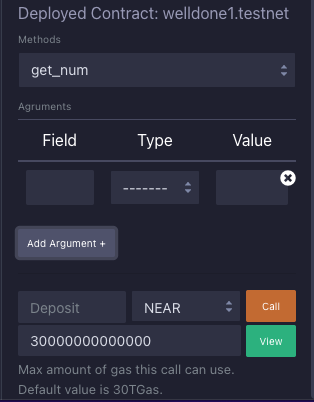 Deployed Contract: welldone1.testnet
Methods
get_num
Agruments
Field Type Value
-------
Add Argument +
Deposit NEAR Call
30000000000000 View
Max amount of gas this call can use.
Default value is 30TGas.